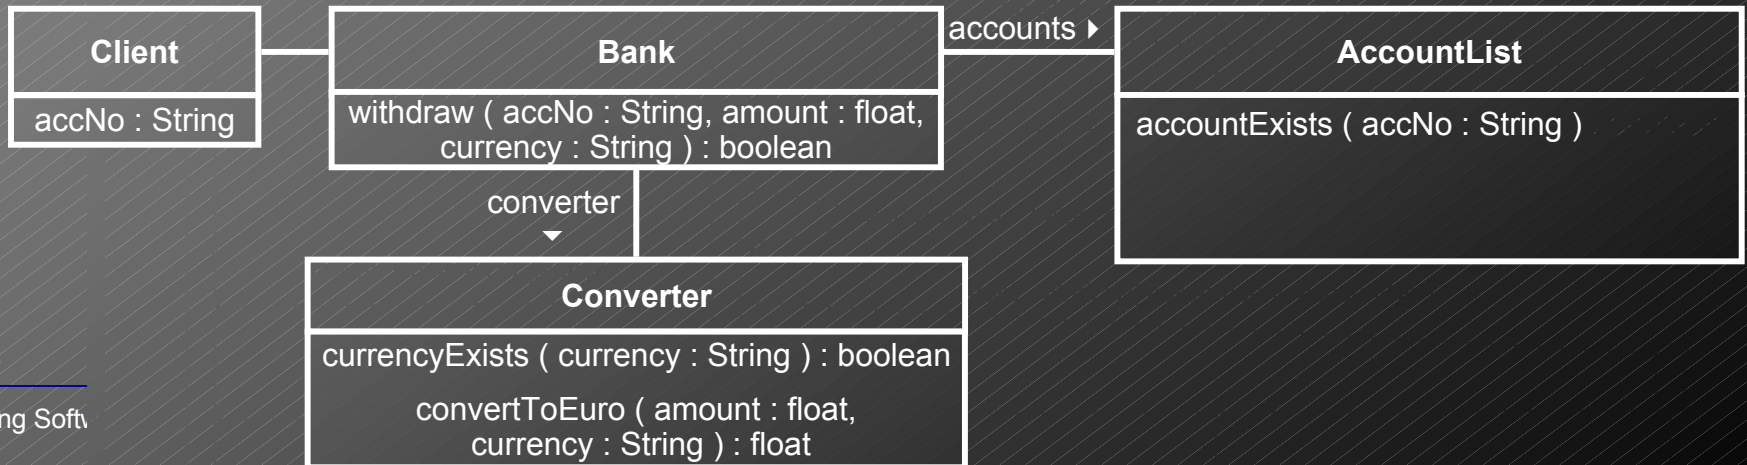 Client
accNo : String
Bank
withdraw ( accNo : String, amount : float,
currency : String ) : boolean
accounts
AccountList
accountExists ( accNo : String )
converter
Converter
currencyExists ( currency : String ) : boolean
convertToEuro ( amount : float,
currency : String ) : float